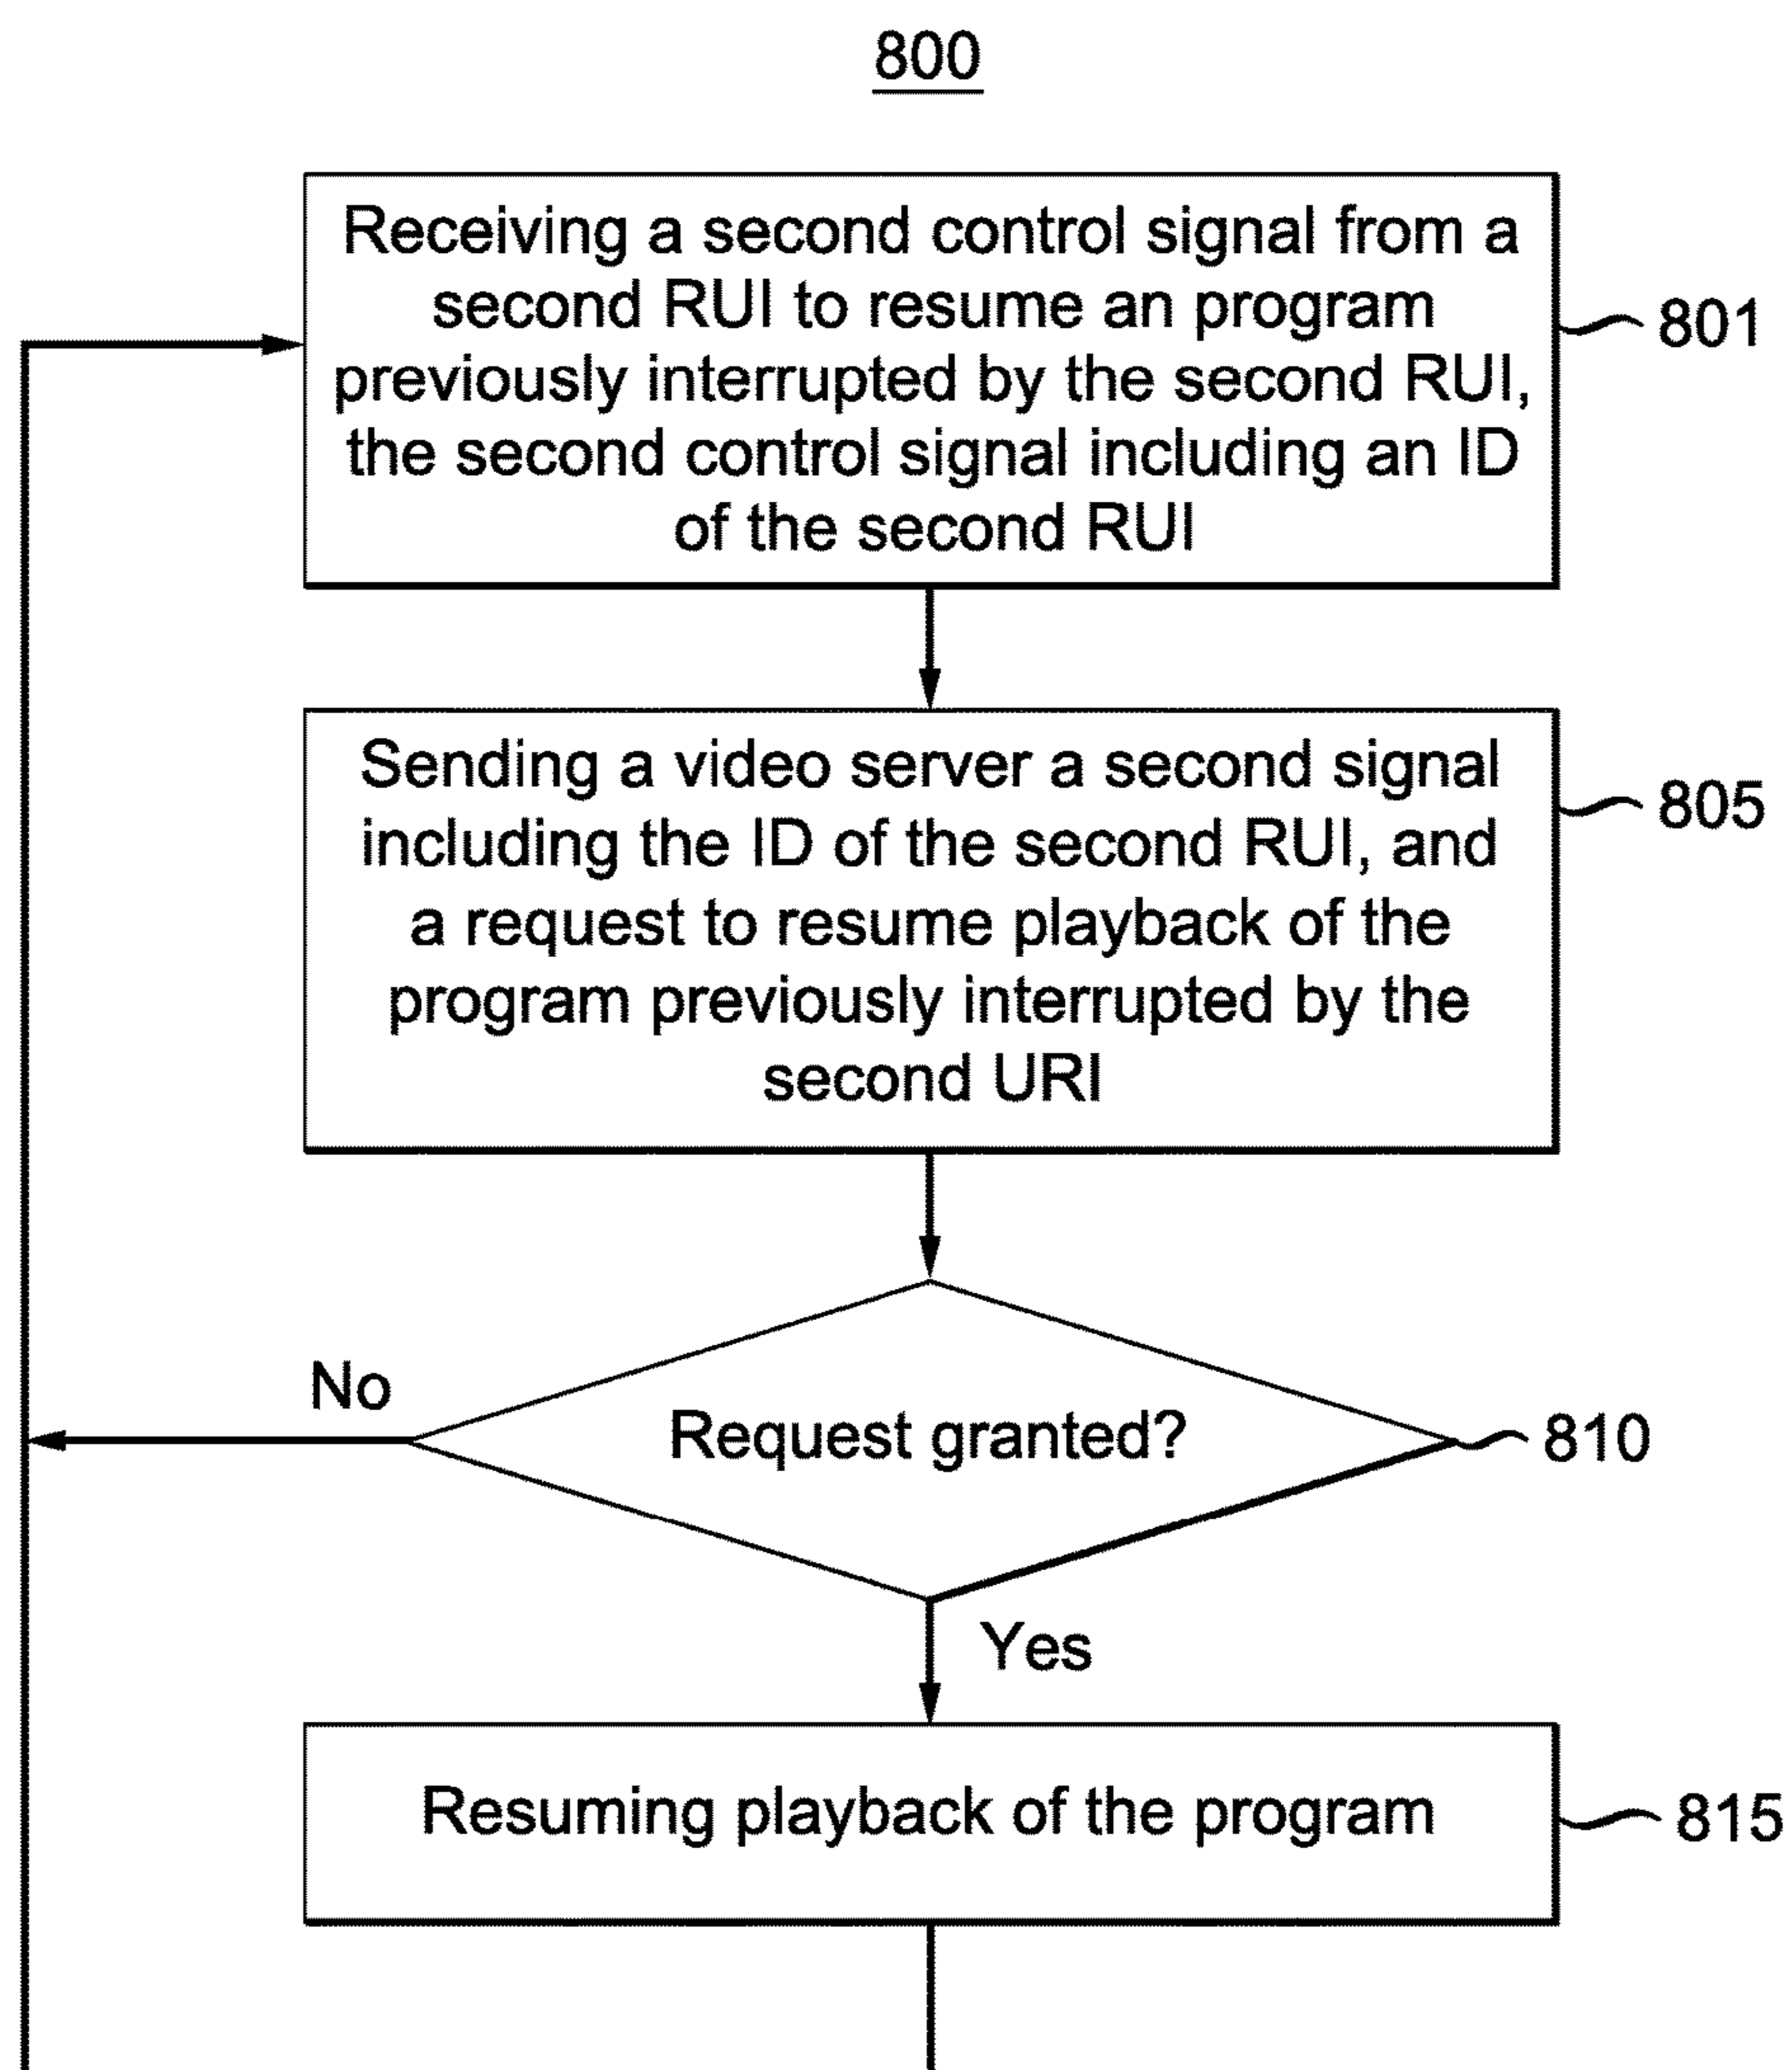 800
Receiving a second control signal from a
second RUI to resume an program
previously interrupted by the second RUI,
the second control signal including an ID
of the second RUI
801
Sending a video server a second signal
including the ID of the second RUI, and
a request to resume playback of the
program previously interrupted by the
second URI
805
No
Request granted?
810
Yes
Resuming playback of the program
815